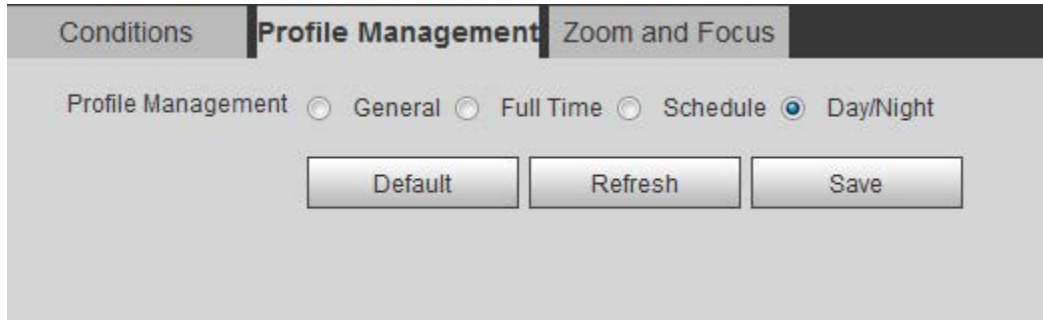 Conditions Profile Management Zoom and Focus
Profile Management General Full Time Schedule Day/Night
Default Refresh Save